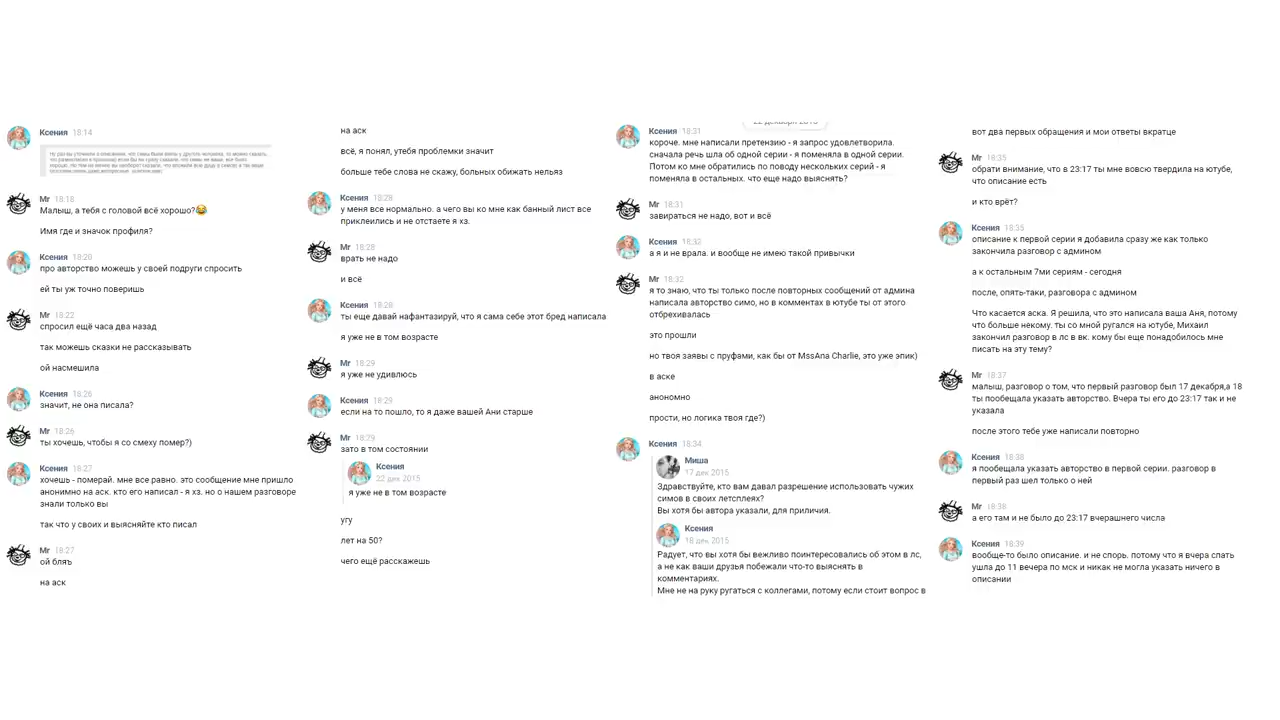 Ксения 18:14
Mr 18:18
Малыш, а тебя с головой всё хорошо?😂
Имя где и значок профиля?
Ксения 18:20
про авторство можешь у своей подруги спросить
ей ты уж точно поверишь
Mr 18:22
спросил ещё часа два назад
так можешь сказки не рассказывать
ой насмешила
Ксения 18:26
значит, не она писала?
Mr 18:26
ты хочешь, чтобы я со смеху помер?)
Ксения 18:27
хочешь - помирай. мне все равно. это сообщение мне пришло
анонимно на аск. кто его написал - я хз. но о нашем разговоре
знали только вы
так что у своих и выясняйте кто писал
Mr 18:27
ой бляъ
на аск
на аск
всё, я понял, утебя проблемки значит
больше тебе слова не скажу, больных обижать нельяз
Ксения 18:28
у меня все нормально. а чего вы ко мне как банный лист все
приклеились и не отстаете я хз.
Mr 18:28
врать не надо
и всё
Ксения 18:28
ты еще давай нафантазируй, что я сама себе этот бред написала
я уже не в том возрасте
Mr 18:29
я уже не удивлюсь
Ксения 18:29
если на то пошло, то я даже вашей Ани старше
Mr 18:29
зато в том состоянии
Ксения
22 дек 2015
я уже не в том возрасте
угу
лет на 50?
чего ещё расскажешь
22 декабря 2015
Ксения 18:31
короче. мне написали претензию - я запрос удовлетворила.
сначала речь шла об одной серии - я поменяла в одной серии.
Потом ко мне обратились по поводу нескольких серий - я
поменяла в остальных. что еще надо выяснять?
Mr 18:31
завираться не надо, вот и всё
Ксения 18:32
а я и не врала. и вообще не имею такой привычки
Mr 18:32
я то знаю, что ты только после повторных сообщений от админа
написала авторство симо, но в комментах в ютубе ты от этого
отбрехивалась
это прошли
но твоя заявы с пруфами, как бы от MssAna Charlie, это уже эпик)
в аске
анономно
прости, но логика твоя где?)
Ксения 18:34
Миша
17 дек 2015
Здравствуйте, кто вам давал разрешение использовать чужих
симов в своих летсплеях?
Вы хотя бы автора указали, для приличия.
Ксения
18 дек 2015
Радует, что вы хотя бы вежливо поинтересовались об этом в лс,
а не как ваши друзья побежали что-то выяснять в
комментариях.
Мне не на руку ругаться с коллегами, потому если стоит вопрос в
вот два первых обращения и мои ответы вкратце
Mr 18:35
обрати внимание, что в 23:17 ты мне вовсю твердила на ютубе,
что описание есть
и кто врёт?
Ксения 18:35
описание к первой серии я добавила сразу же как только
закончила разговор с админом
а к остальным 7ми сериям - сегодня
после, опять-таки, разговора с админом
Что касается аска. Я решила, что это написала ваша Аня, потому
что больше некому. ты со мной ругался на ютубе, Михаил
закончил разговор в лс в вк. кому бы еще понадобилось мне
писать на эту тему?
Mr 18:37
малыш, разговор о том, что первый разговор был 17 декабря,а 18
ты пообещала указать авторство. Вчера ты его до 23:17 так и не
указала
после этого тебе уже написали повторно
Ксения 18:38
я пообещала указать авторство в первой серии. разговор в
первый раз шел только о ней
Mr 18:38
а его там и не было до 23:17 вчерашнего числа
Ксения 18:39
вообще-то было описание. и не спорь. потому что я вчера спать
ушла до 11 вечера по мск и никак не могла указать ничего в
описании